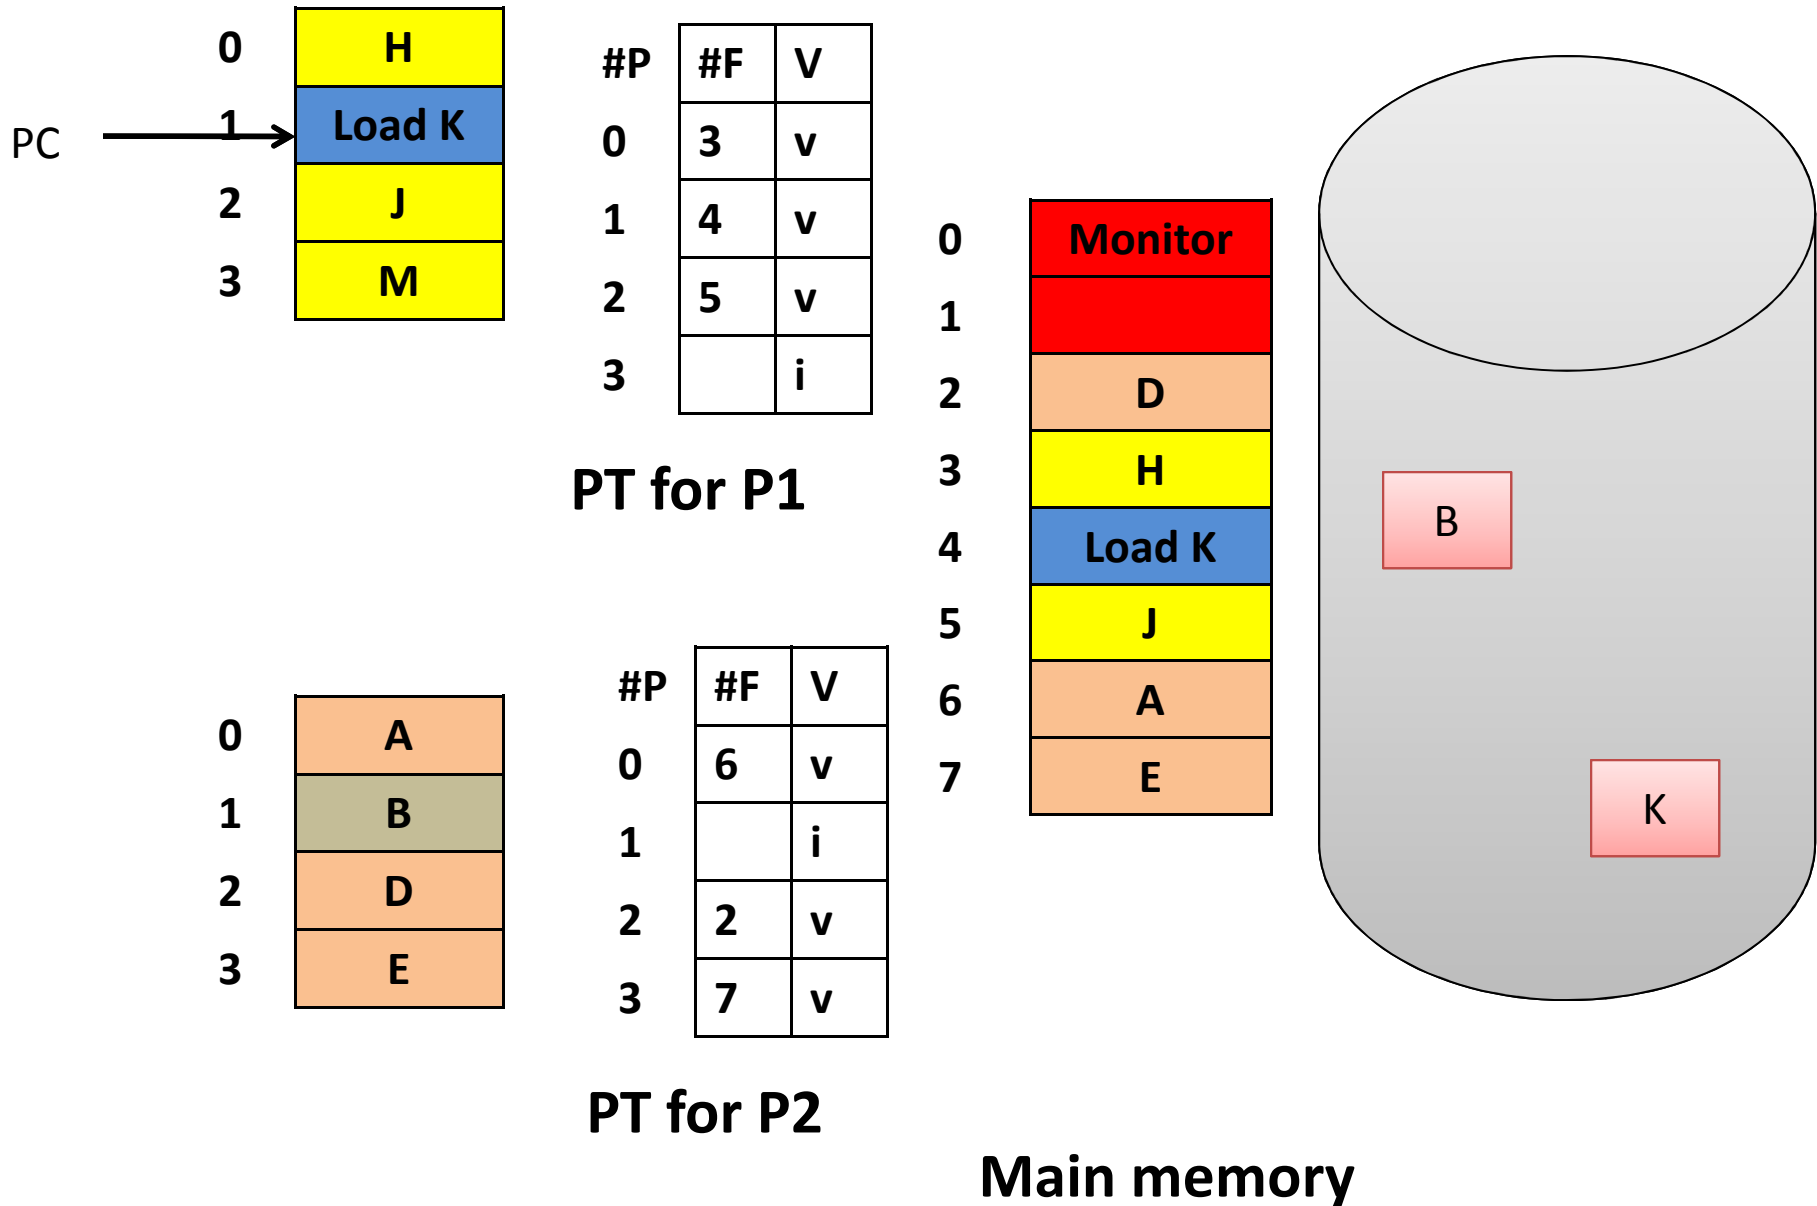 0 H
PC 1 Load K
2 J
3 M
#P #F V
0 3 v
1 4 v
2 5 v
3 i
PT for P1
0 A
1 B
2 D
3 E
#P #F V
0 6 v
1 i
2 2 v
3 7 v
PT for P2
0 Monitor
1
2 D
3 H
4 Load K
5 J
6 A
7 E
Main memory
B
K